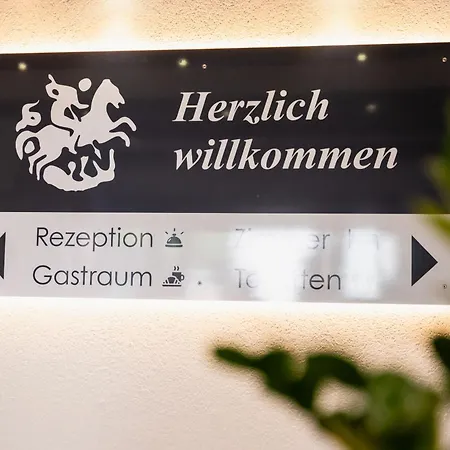 Herzlich
willkommen
Rezeption
Gastraum